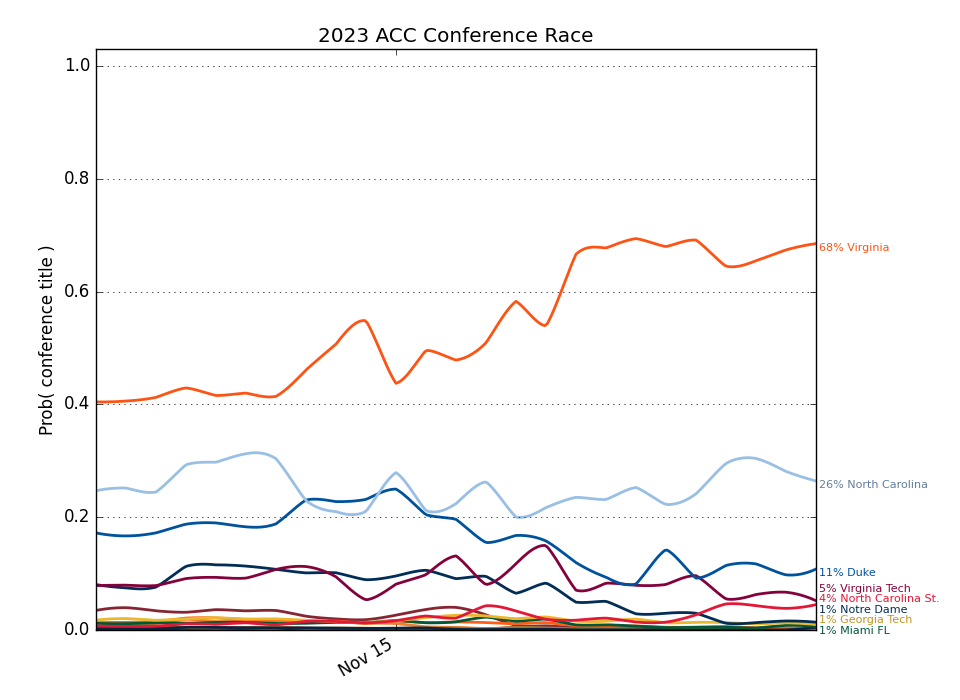 2023 ACC Conference Race
Prob( conference title )
1.0
0.8
0.6
0.4
0.2
0.0
Nov 15
68% Virginia
26% North Carolina
11% Duke
5% Virginia Tech
4% North Carolina St.
1% Notre Dame
1% Georgia Tech
1% Miami FL